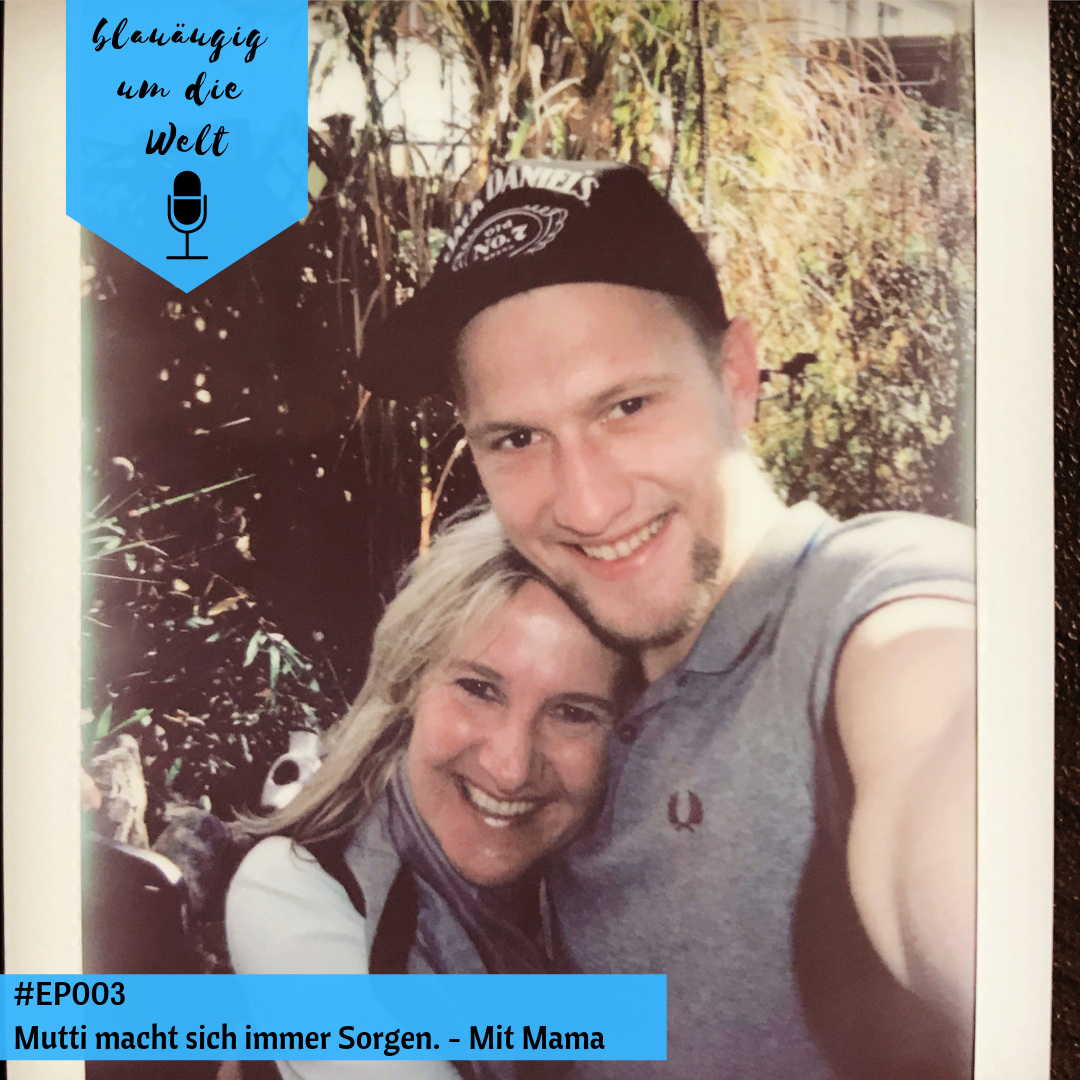 blauäugig
um die
Welt
JACK DANIEL'S
Old
No. 7
#EP003
Mutti macht sich immer Sorgen. - Mit Mama